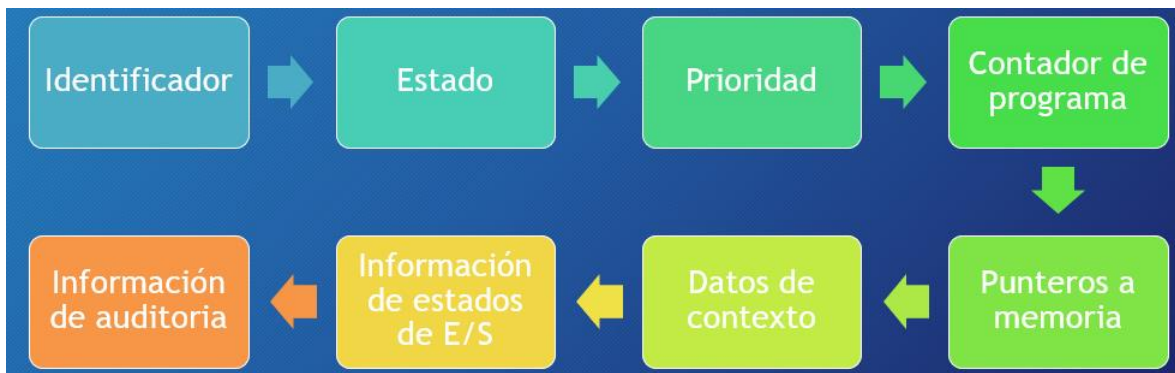 Identificador
Estado
Prioridad
Contador de
programa
Punteros a
memoria
Datos de
contexto
Información
de estados
de E/S
Información
de auditoria